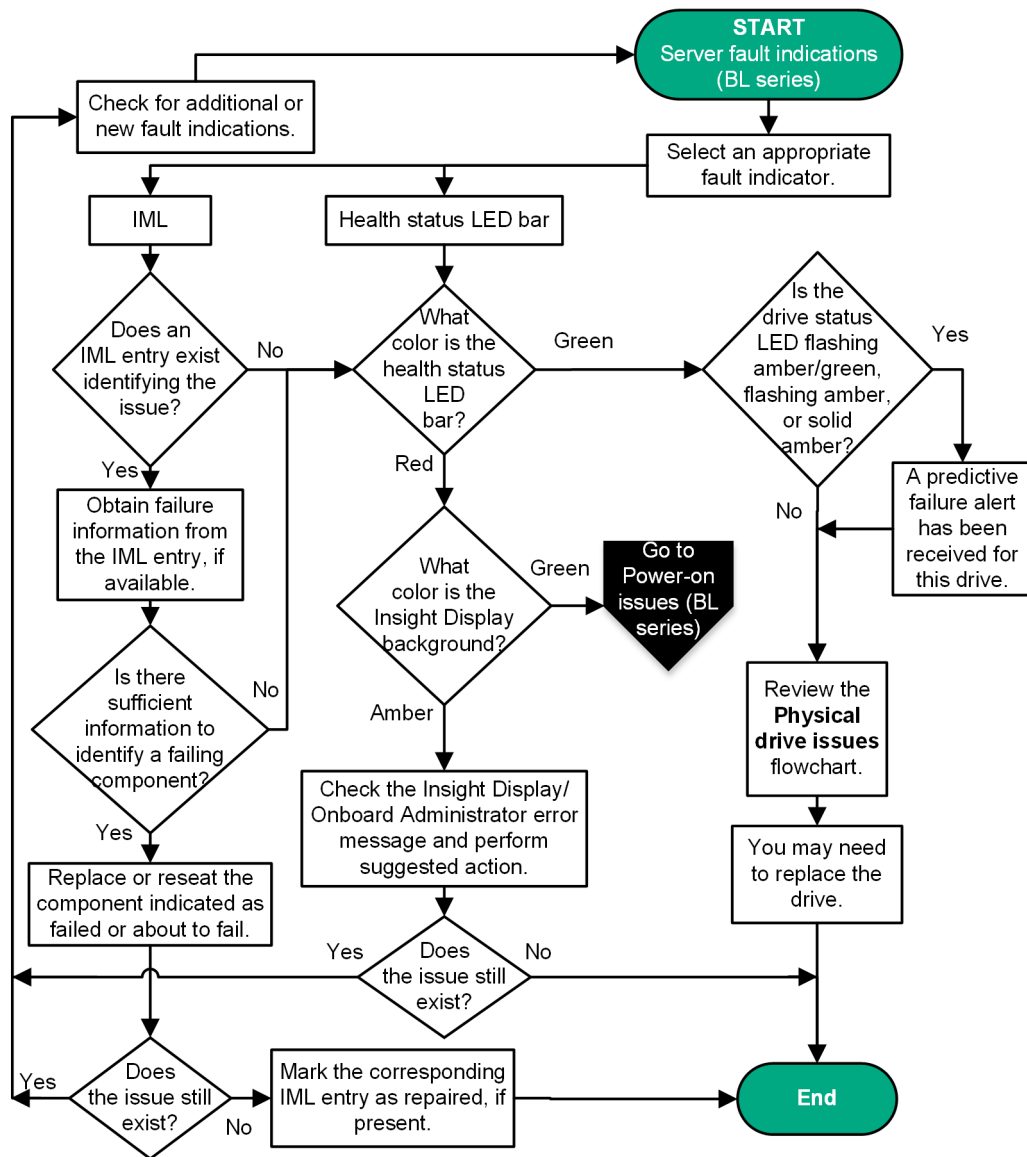 START
Server fault indications
(BL series)
Check for additional or
new fault indications.
Select an appropriate
fault indicator.
IML
Health status LED bar
Does an
IML entry exist
identifying the
issue?
No
What
color is the
health status
LED
bar?
Green
Is the
drive status
LED flashing
amber/green,
flashing amber,
or solid
amber?
Yes
Yes
Red
No
A predictive
failure alert
has been
received for
this drive.
Obtain failure
information from
the IML entry, if
available.
What
color is the
Insight Display
background?
Green
Go to
Power-on
issues (BL
series)
Is there
sufficient
information to
identify a failing
component?
No
Amber
Review the
Physical
drive issues
flowchart.
Yes
Check the Insight Display/
Onboard Administrator error
message and perform
suggested action.
You may need
to replace the
drive.
Replace or reseat the
component indicated as
failed or about to fail.
Yes
Does
the issue still
exist?
No
Yes
Does
the issue still
exist?
No
Mark the corresponding
IML entry as repaired, if
present.
End